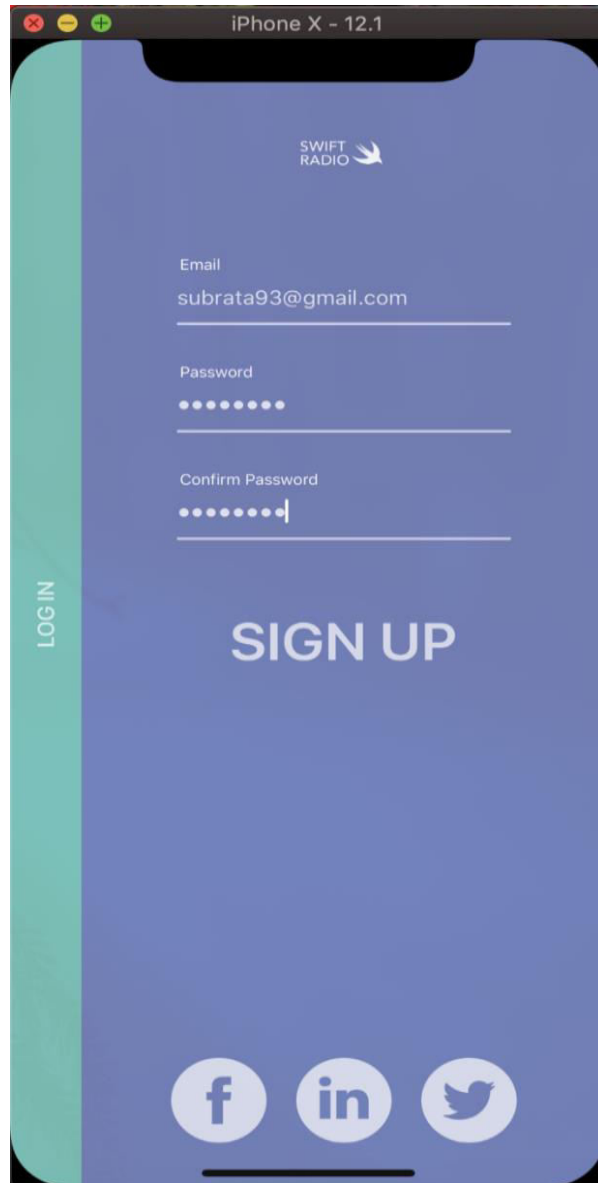 iPhone X - 12.1
SWIFT
RADIO
Email
subrata93@gmail.com
Password
••••••••
Confirm Password
••••••••
LOG IN
SIGN UP
f
in